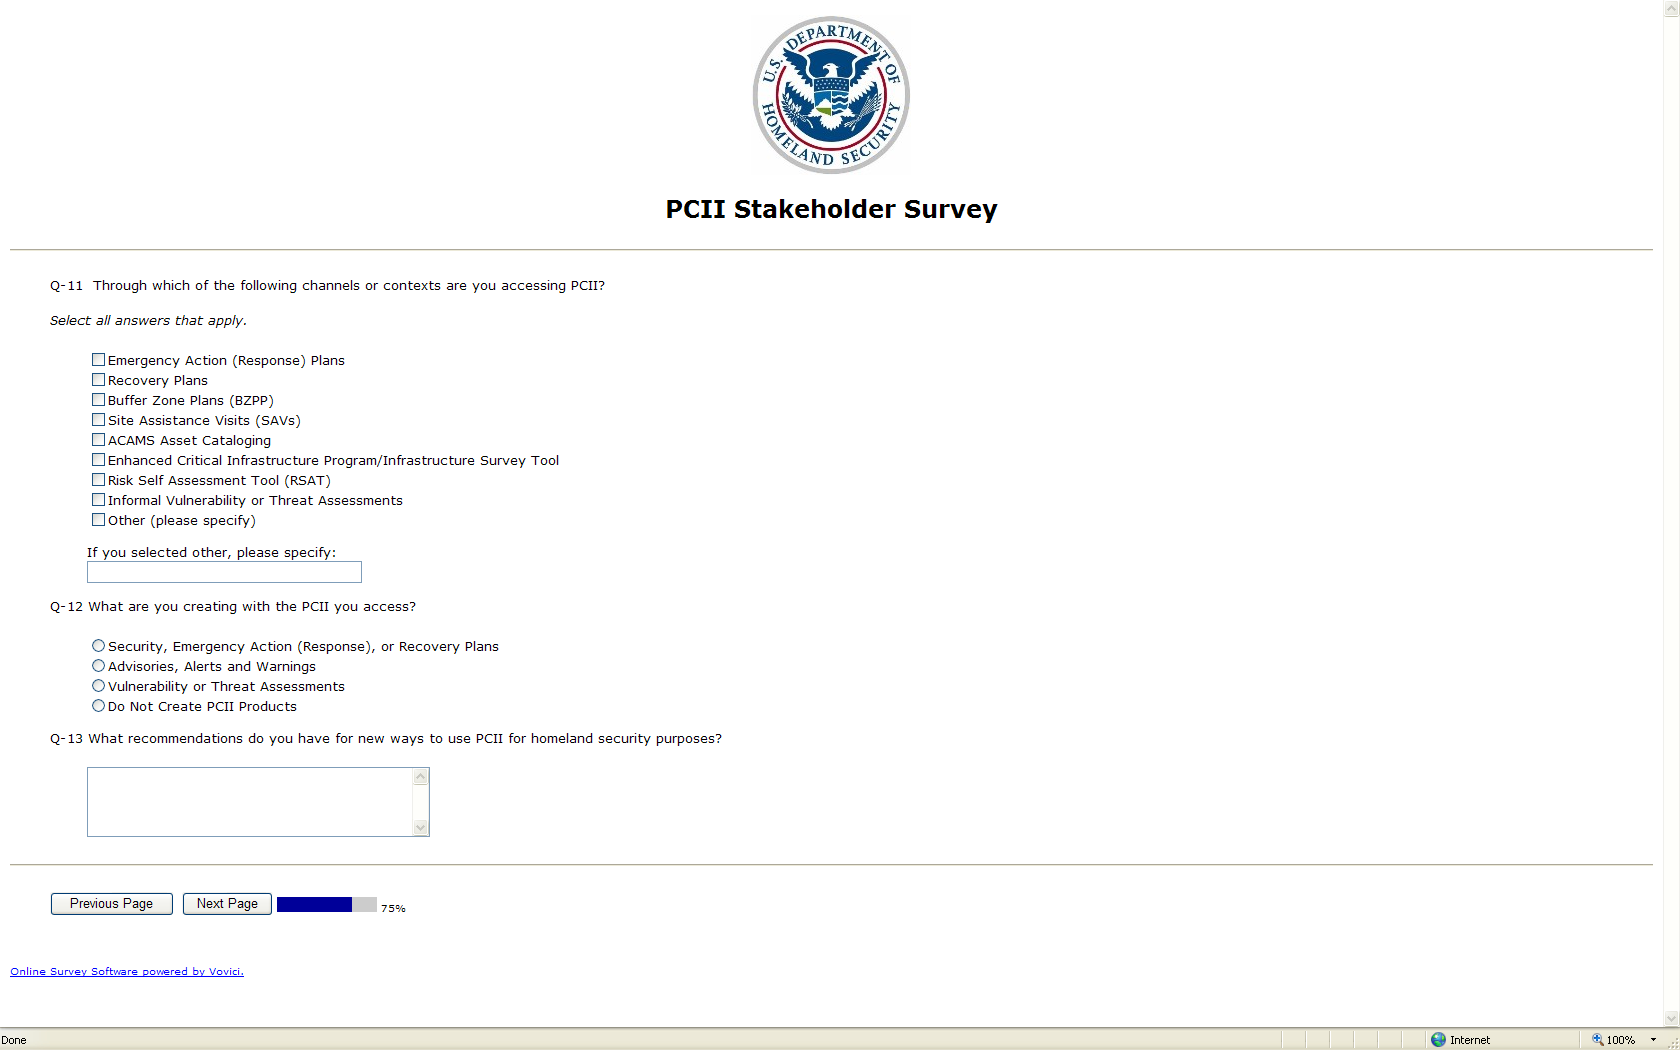 U.S. DEPARTMENT OF
HOMELAND SECURITY
PCII Stakeholder Survey
Q-11 Through which of the following channels or contexts are you accessing PCII?
Select all answers that apply.
Emergency Action (Response) Plans
Recovery Plans
Buffer Zone Plans (BZPP)
Site Assistance Visits (SAVs)
ACAMS Asset Cataloging
Enhanced Critical Infrastructure Program/Infrastructure Survey Tool
Risk Self Assessment Tool (RSAT)
Informal Vulnerability or Threat Assessments
Other (please specify)
If you selected other, please specify:
Q-12 What are you creating with the PCII you access?
Security, Emergency Action (Response), or Recovery Plans
Advisories, Alerts and Warnings
Vulnerability or Threat Assessments
Do Not Create PCII Products
Q-13 What recommendations do you have for new ways to use PCII for homeland security purposes?
Previous Page Next Page 75%
Online Survey Software powered by Vovici.
Done Internet 100%